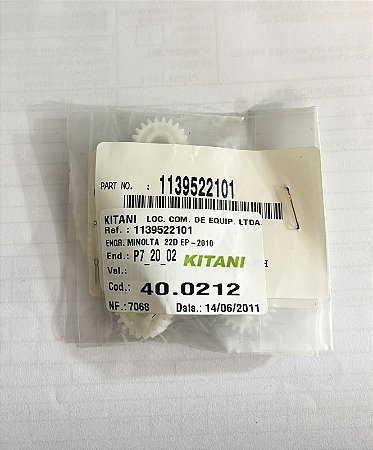 PART NO. : 1139522101
KITANI LOC. COM. DE EQUIP. LTDA.
Ref. : 1139522101
ENGR. MINOLTA 22D EP-2010
End.: P7_20_02 KITANI
Val.:
Cod.: 40.0212
NF.: 7068 Data.: 14/06/2011